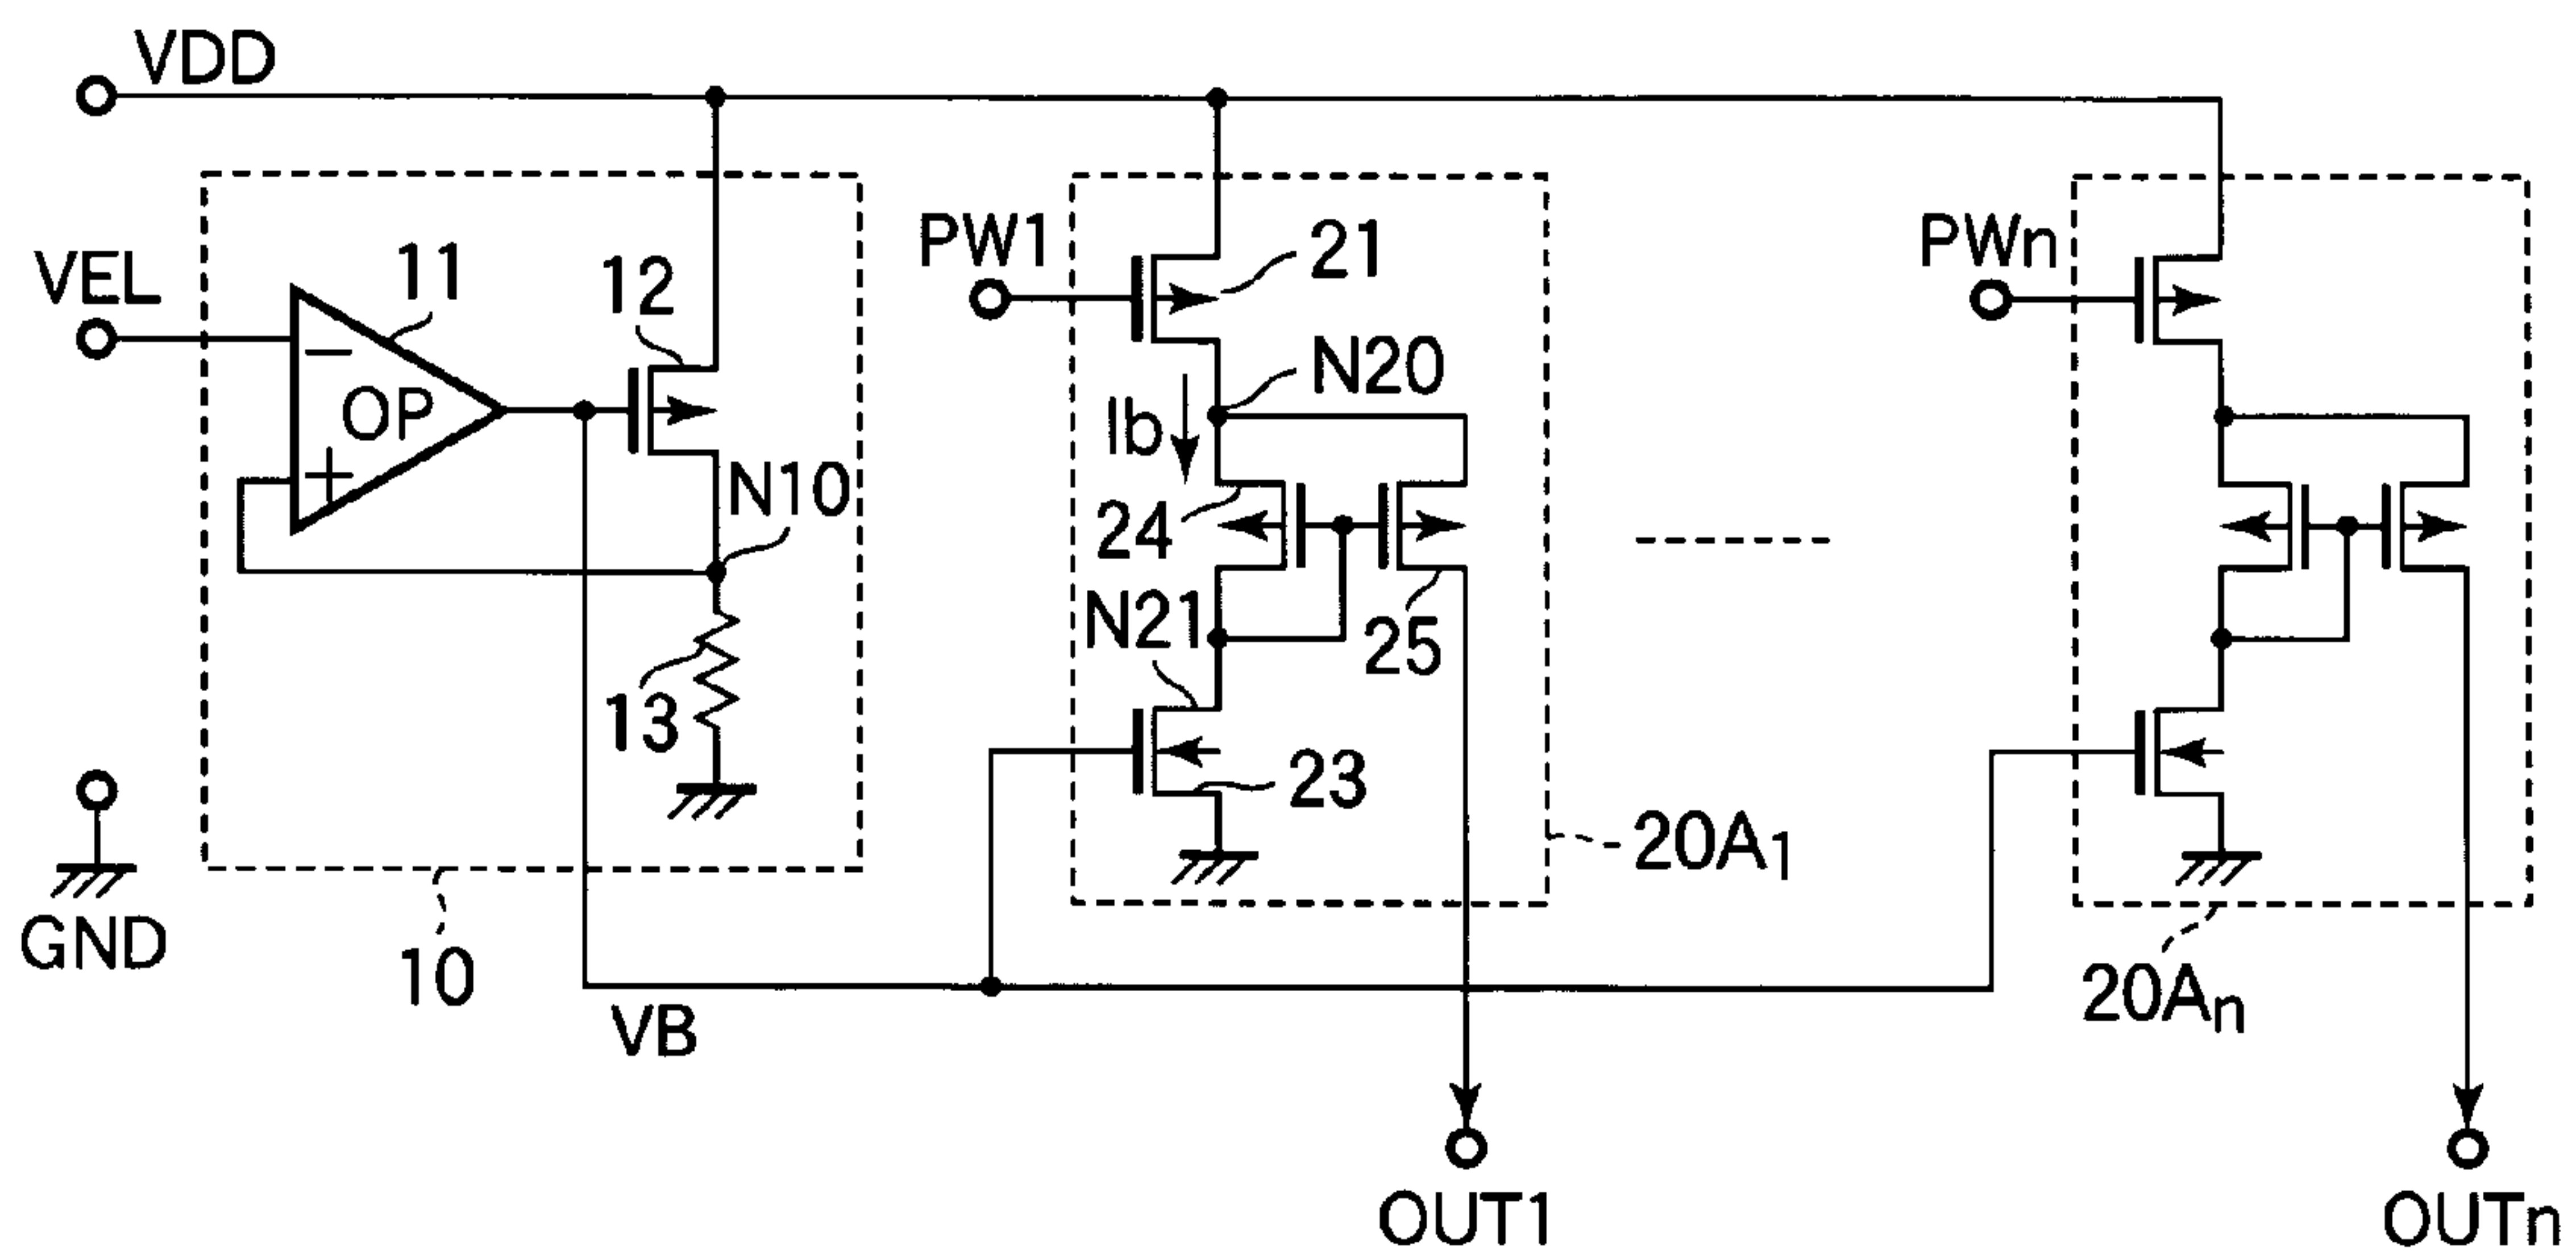 VDD
VEL
11
12
OP
−
+
N10
13
GND
10
VB
PW1
21
N20
Ib
24
25
N21
23
20A1
OUT1
PWn
20An
OUTn